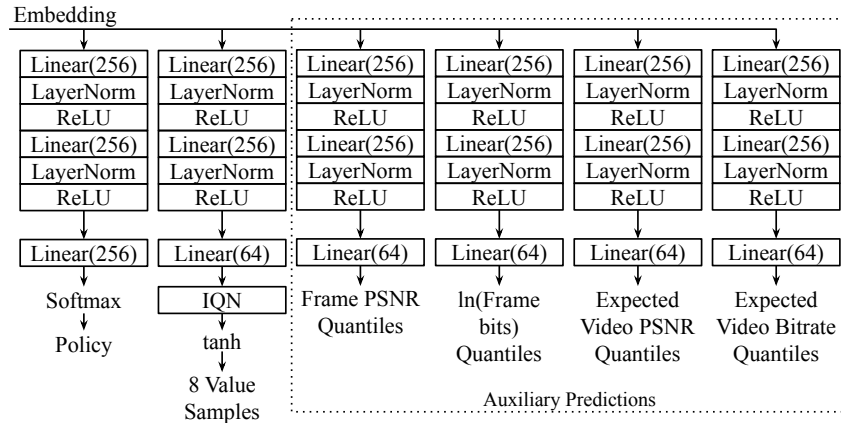 Embedding
Linear(256) Linear(256) Linear(256) Linear(256) Linear(256) Linear(256)
LayerNorm LayerNorm LayerNorm LayerNorm LayerNorm LayerNorm
ReLU ReLU ReLU ReLU ReLU ReLU
Linear(256) Linear(256) Linear(256) Linear(256) Linear(256) Linear(256)
LayerNorm LayerNorm LayerNorm LayerNorm LayerNorm LayerNorm
ReLU ReLU ReLU ReLU ReLU ReLU
Linear(256) Linear(64) Linear(64) Linear(64) Linear(64) Linear(64)
Softmax
Policy
IQN
tanh
8 Value
Samples
Frame PSNR
Quantiles
ln(Frame
bits)
Quantiles
Expected
Video PSNR
Quantiles
Expected
Video Bitrate
Quantiles
Auxiliary Predictions